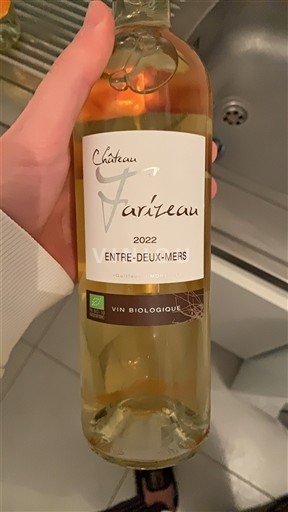 Château
Farizeau
2022
ENTRE-DEUX-MERS
VIN BIOLOGIQUE